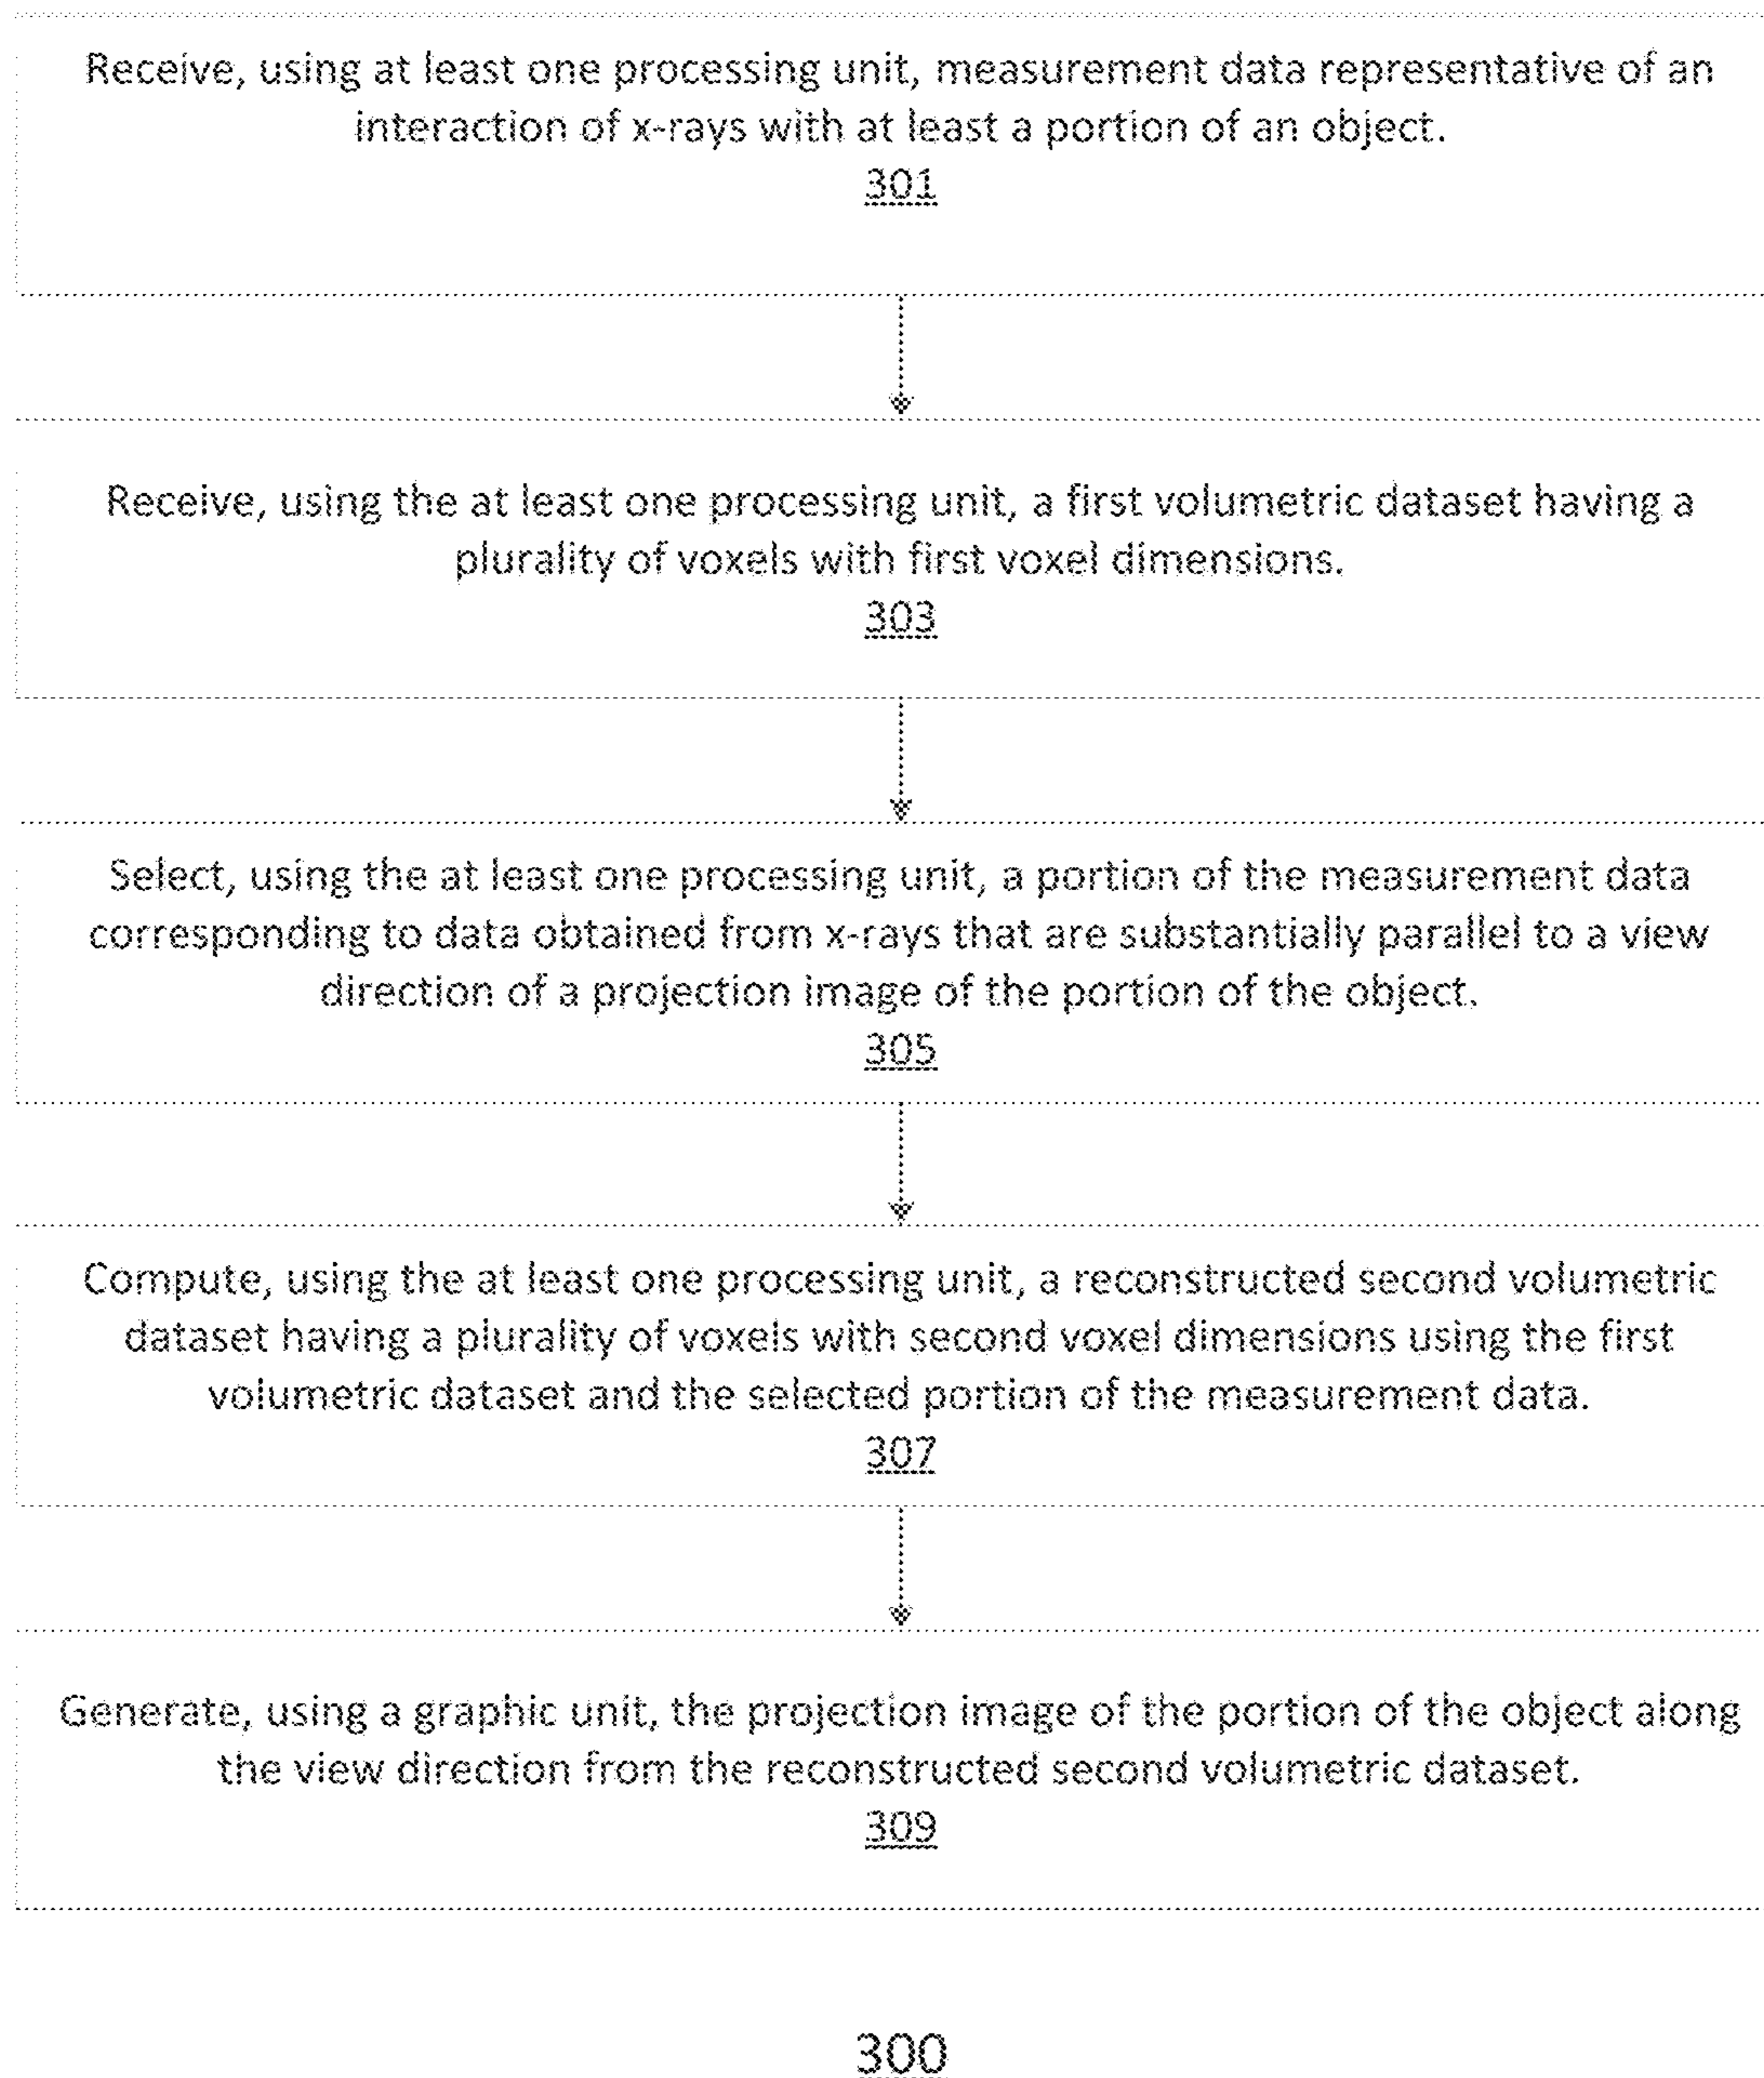 Receive, using at least one processing unit, measurement data representative of an
interaction of x-rays with at least a portion of an object.
301
Receive, using the at least one processing unit, a first volumetric dataset having a
plurality of voxels with first voxel dimensions.
303
Select, using the at least one processing unit, a portion of the measurement data
corresponding to data obtained from x-rays that are substantially parallel to a view
direction of a projection image of the portion of the object.
305
Compute, using the at least one processing unit, a reconstructed second volumetric
dataset having a plurality of voxels with second voxel dimensions using the first
volumetric dataset and the selected portion of the measurement data.
307
Generate, using a graphic unit, the projection image of the portion of the object along
the view direction from the reconstructed second volumetric dataset.
309
300